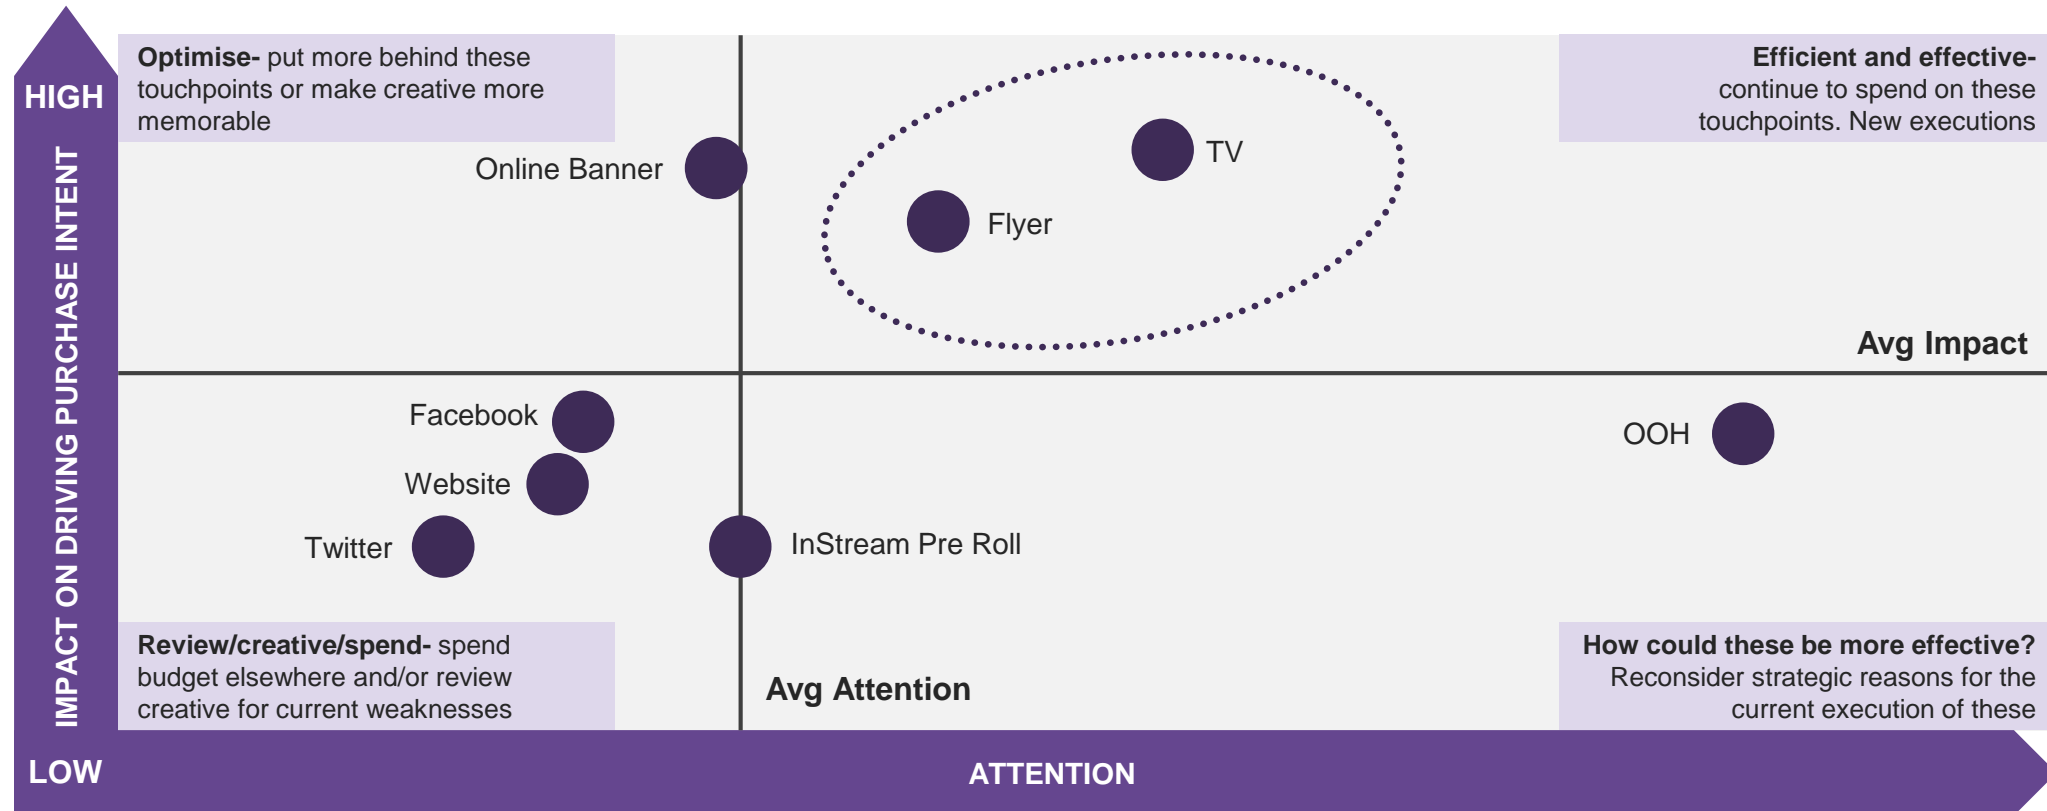 HIGH
IMPACT ON DRIVING PURCHASE INTENT
LOW
Optimise- put more behind these
touchpoints or make creative more
memorable
Efficient and effective-
continue to spend on these
touchpoints. New executions
Online Banner
TV
Flyer
Avg Impact
Facebook
OOH
Website
Twitter
InStream Pre Roll
Review/creative/spend- spend
budget elsewhere and/or review
creative for current weaknesses
Avg Attention
How could these be more effective?
Reconsider strategic reasons for the
current execution of these
ATTENTION